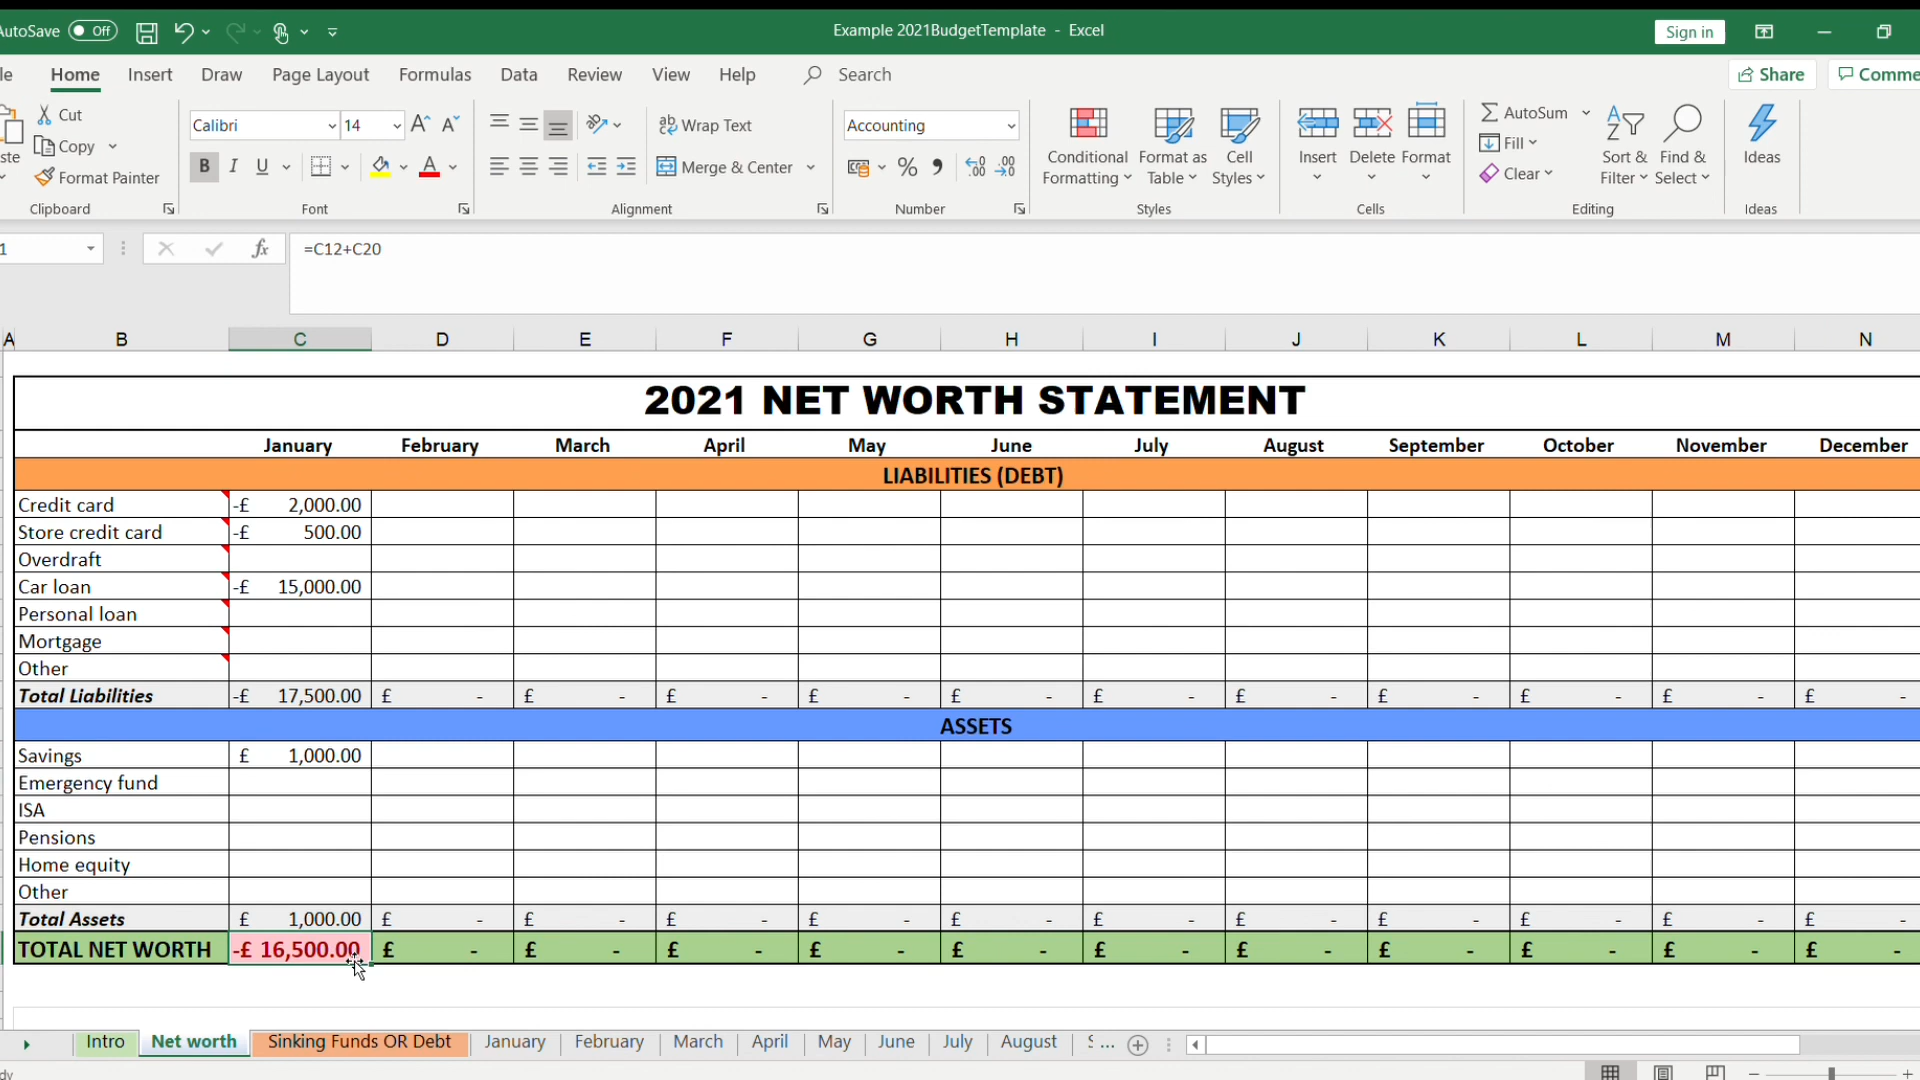 AutoSave Off Example 2021BudgetTemplate - Excel Sign in
Home Insert Draw Page Layout Formulas Data Review View Help Search Share
Cut
Copy
Format Painter
Clipboard
Calibri 14
B I U
Font
Wrap Text
Merge & Center
Alignment
Accounting
%
Number
Conditional Formatting
Format as Table
Cell Styles
Styles
Insert Delete Format
Cells
AutoSum
Fill
Clear
Sort & Filter
Find & Select
Editing
Ideas
Ideas
1 fx =C12+C20
A B C D E F G H I J K L M N
2021 NET WORTH STATEMENT
January February March April May June July August September October November December
LIABILITIES (DEBT)
Credit card -£ 2,000.00
Store credit card -£ 500.00
Overdraft
Car loan -£ 15,000.00
Personal loan
Mortgage
Other
Total Liabilities -£ 17,500.00 £ - £ - £ - £ - £ - £ - £ - £ - £ - £ - £ -
ASSETS
Savings £ 1,000.00
Emergency fund
ISA
Pensions
Home equity
Other
Total Assets £ 1,000.00 £ - £ - £ - £ - £ - £ - £ - £ - £ - £ - £ -
TOTAL NET WORTH -£ 16,500.00 £ - £ - £ - £ - £ - £ - £ - £ - £ - £ - £ -
Intro Net worth Sinking Funds OR Debt January February March April May June July August